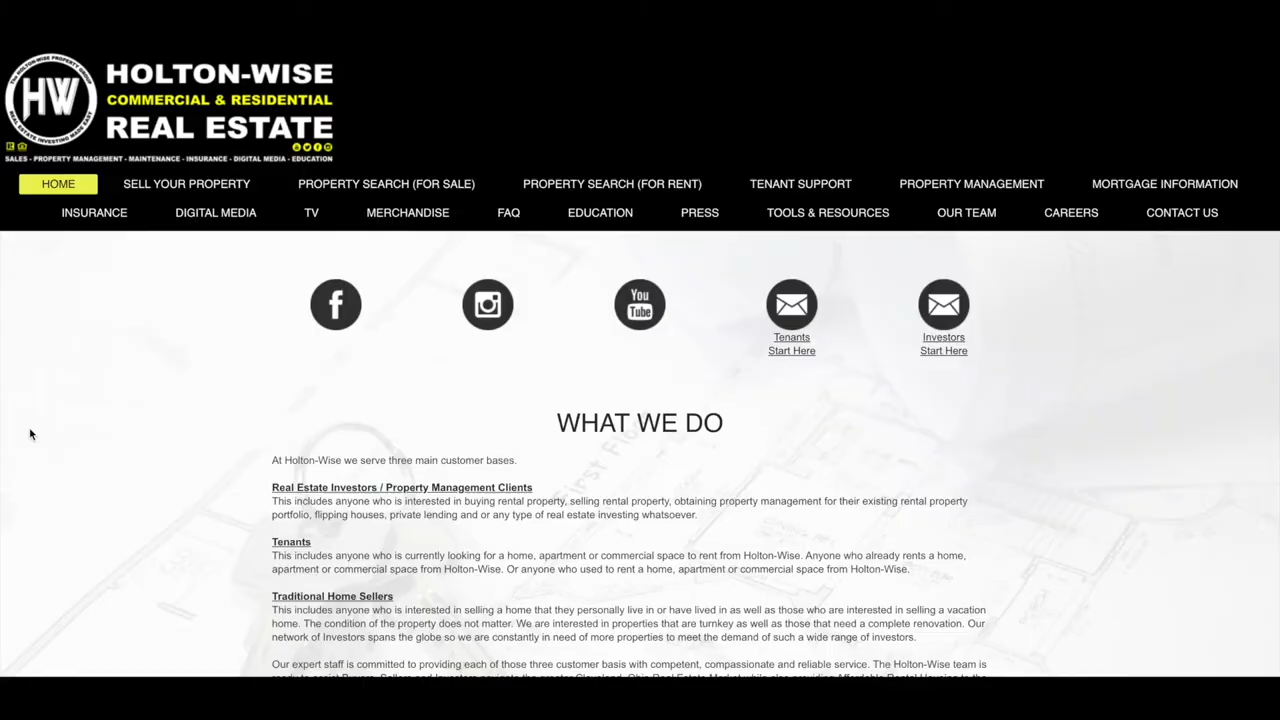 HW
HOLTON-WISE
COMMERCIAL & RESIDENTIAL
REAL ESTATE
SALES - PROPERTY MANAGEMENT - MAINTENANCE - INSURANCE - DIGITAL MEDIA - EDUCATION
HOME SELL YOUR PROPERTY PROPERTY SEARCH (FOR SALE) PROPERTY SEARCH (FOR RENT) TENANT SUPPORT PROPERTY MANAGEMENT MORTGAGE INFORMATION
INSURANCE DIGITAL MEDIA TV MERCHANDISE FAQ EDUCATION PRESS TOOLS & RESOURCES OUR TEAM CAREERS CONTACT US
You
Tube
Tenants
Start Here
Investors
Start Here
WHAT WE DO
At Holton-Wise we serve three main customer bases.
Real Estate Investors / Property Management Clients
This includes anyone who is interested in buying rental property, selling rental property, obtaining property management for their existing rental property
portfolio, flipping houses, private lending and or any type of real estate investing whatsoever.
Tenants
This includes anyone who is currently looking for a home, apartment or commercial space to rent from Holton-Wise. Anyone who already rents a home,
apartment or commercial space from Holton-Wise. Or anyone who used to rent a home, apartment or commercial space from Holton-Wise.
Traditional Home Sellers
This includes anyone who is interested in selling a home that they personally live in or have lived in as well as those who are interested in selling a vacation
home. The condition of the property does not matter. We are interested in properties that are turnkey as well as those that need a complete renovation. Our
network of Investors spans the globe so we are constantly in need of more properties to meet the demand of such a wide range of investors.
Our expert staff is committed to providing each of those three customer basis with competent, compassionate and reliable service. The Holton-Wise team is